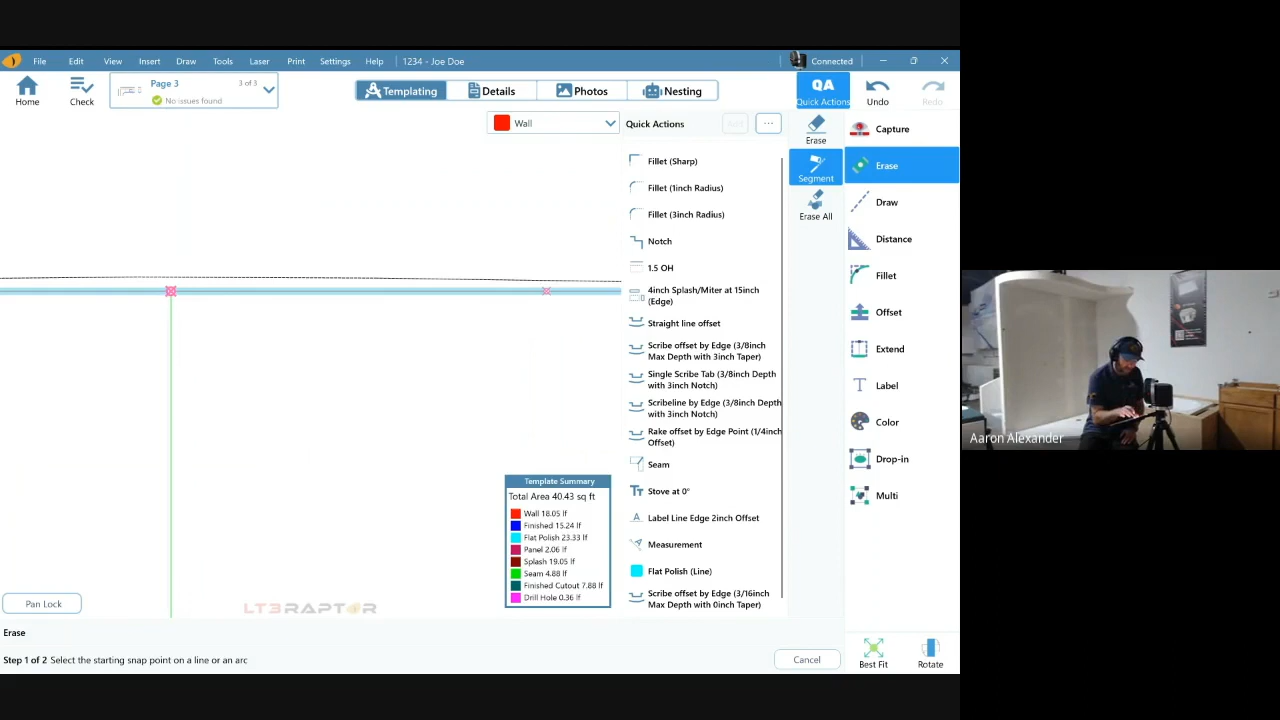 File Edit View Insert Draw Tools Laser Print Settings Help 1234 - Joe Doe Connected
Home
Check
Page 3
3 of 3
No issues found
Templating Details Photos Nesting
QA
Quick Actions
Undo
Redo
Wall
Quick Actions
Add
...
Fillet (Sharp)
Fillet (1inch Radius)
Fillet (3inch Radius)
Notch
1.5 OH
4inch Splash/Miter at 15inch
(Edge)
Straight line offset
Scribe offset by Edge (3/8inch
Max Depth with 3inch Taper)
Single Scribe Tab (3/8inch Depth
with 3inch Notch)
Scribeline by Edge (3/8inch Depth
with 3inch Notch)
Rake offset by Edge Point (1/4inch
Offset)
Seam
Stove at 0°
Label Line Edge 2inch Offset
Measurement
Flat Polish (Line)
Scribe offset by Edge (3/16inch
Max Depth with 0inch Taper)
Erase
Segment
Erase All
Capture
Erase
Draw
Distance
Fillet
Offset
Extend
Label
Color
Drop-in
Multi
Template Summary
Total Area 40.43 sq ft
Wall 18.05 lf
Finished 15.24 lf
Flat Polish 23.33 lf
Panel 2.06 lf
Splash 19.05 lf
Seam 4.88 lf
Finished Cutout 7.88 lf
Drill Hole 0.36 lf
Pan Lock
LT3RAPTOR
Erase
Step 1 of 2 Select the starting snap point on a line or an arc
Cancel
Best Fit
Rotate
Aaron Alexander